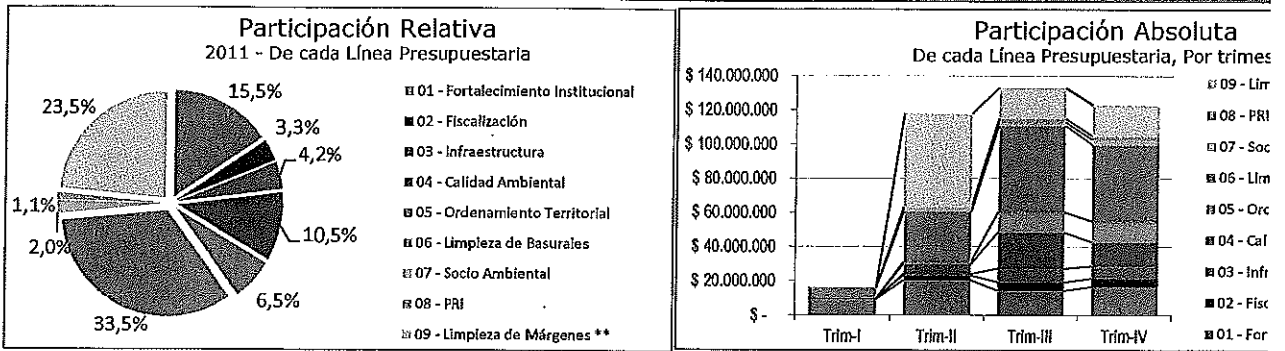 Participación Relativa
2011 - De cada Línea Presupuestaria
23,5%
15,5%
3,3%
4,2%
10,5%
6,5%
33,5%
2,0%
1,1%
01 - Fortalecimiento Institucional
02 - Fiscalización
03 - Infraestructura
04 - Calidad Ambiental
05 - Ordenamiento Territorial
06 - Limpieza de Basurales
07 - Socio Ambiental
08 - PRI
09 - Limpieza de Márgenes **
Participación Absoluta
De cada Línea Presupuestaria, Por trimes
$ 140.000.000
$ 120.000.000
$ 100.000.000
$ 80.000.000
$ 60.000.000
$ 40.000.000
$ 20.000.000
$ -
Trim-I
Trim-II
Trim-III
Trim-IV
09 - Lim
08 - PRI
07 - Soc
06 - Lim
05 - Orc
04 - Cal
03 - Infr
02 - Fisc
01 - For